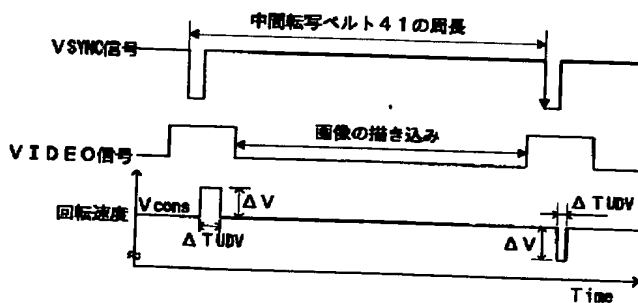 中間転写ベルト41の周長
VSYNC信号
画像の描き込み
VIDEO信号
回転速度
Vcons
ΔV
ΔTUDV
ΔTUDV
ΔV
Time